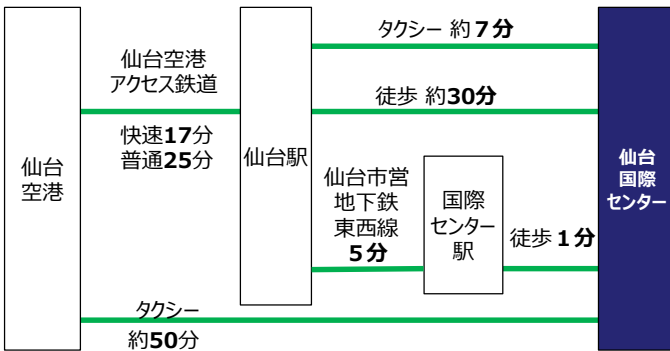 仙台
空港
仙台空港
アクセス鉄道
快速17分
普通25分
仙台駅
タクシー 約7分
徒歩 約30分
仙台市営
地下鉄
東西線
5分
国際
センター
駅
徒歩 1分
タクシー
約50分
仙台
国際
センター